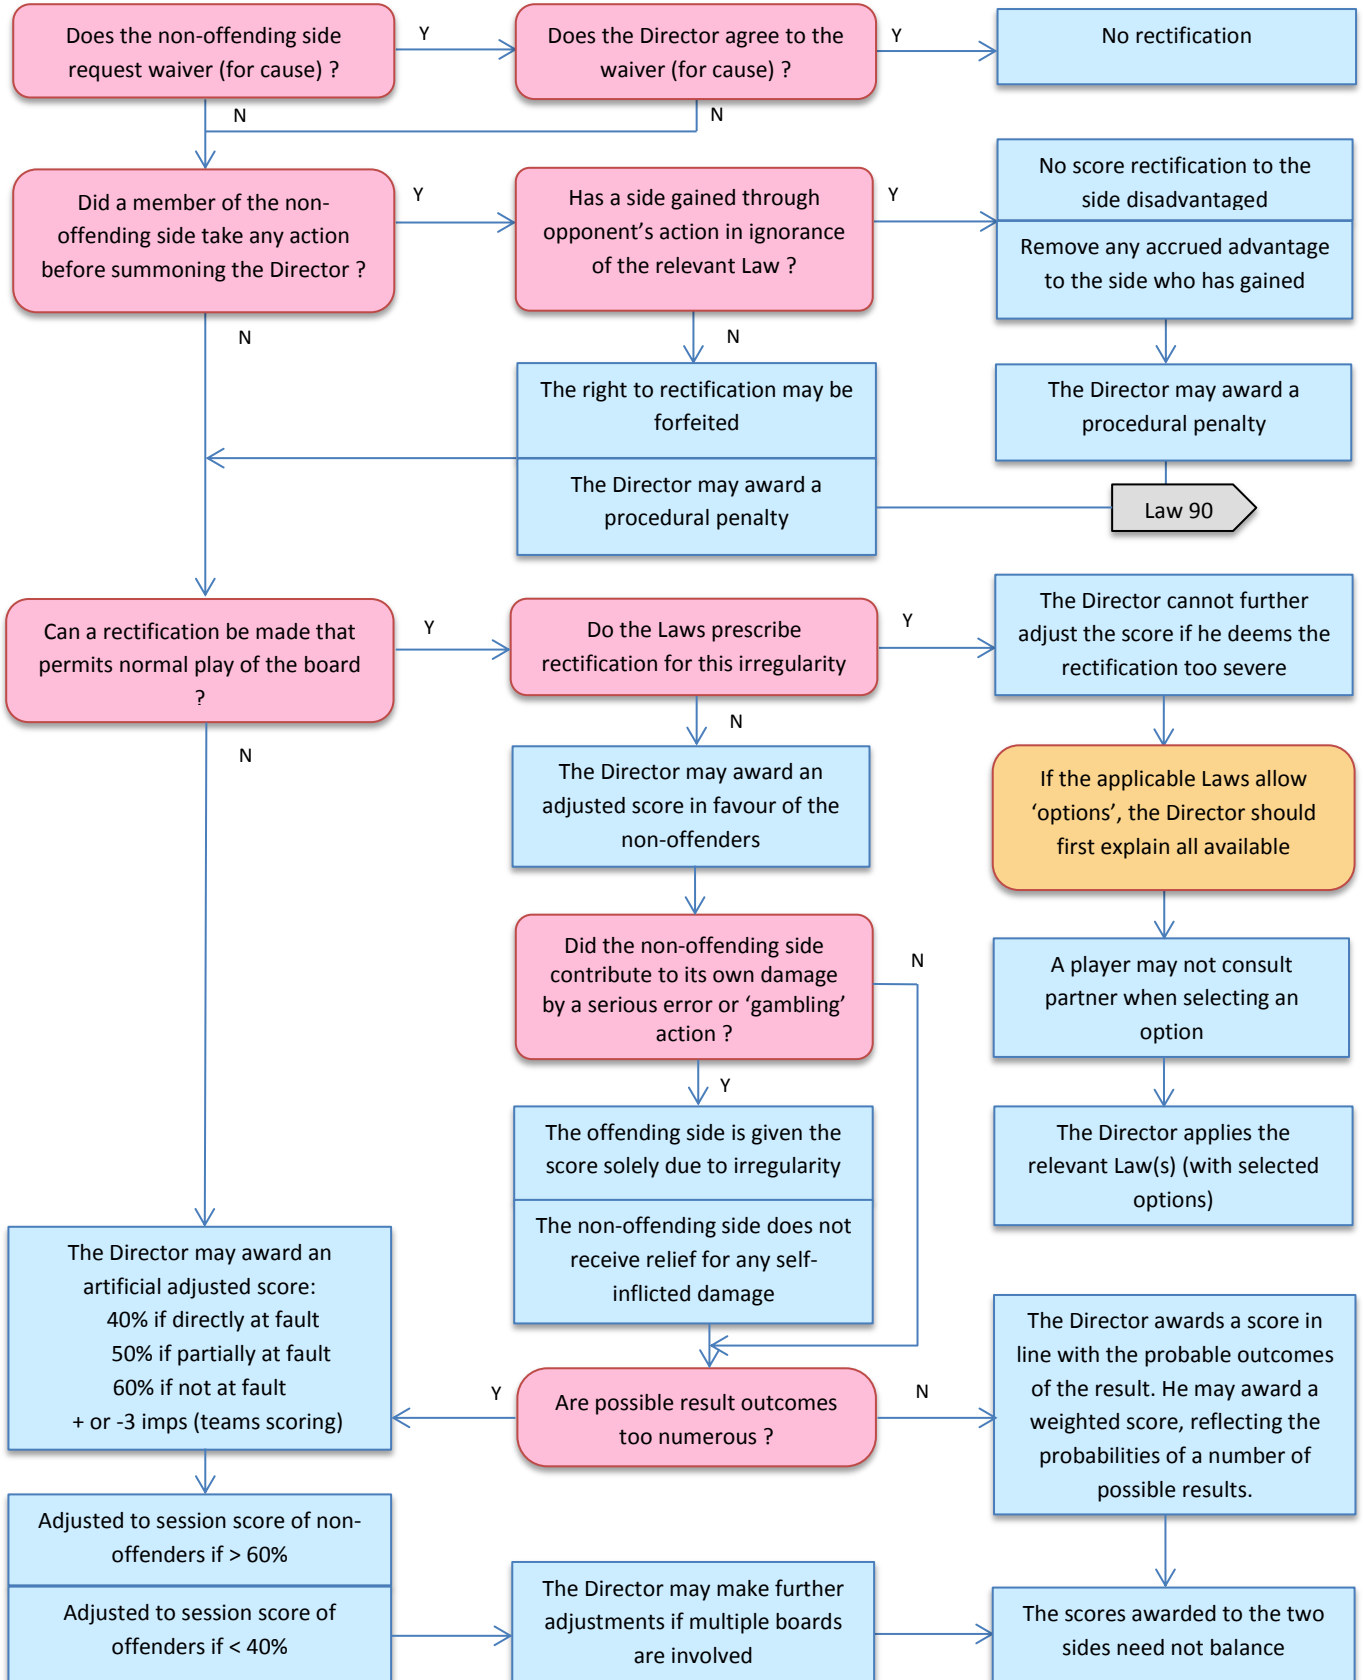 Does the non-offending side
request waiver (for cause) ?
Y
Does the Director agree to the
waiver (for cause) ?
Y
No rectification
N
N
Did a member of the non-
offending side take any action
before summoning the Director ?
Y
Has a side gained through
opponent's action in ignorance
of the relevant Law ?
Y
No score rectification to the
side disadvantaged
Remove any accrued advantage
to the side who has gained
N
N
The right to rectification may be
forfeited
The Director may award a
procedural penalty
The Director may award a
procedural penalty
Law 90
Can a rectification be made that
permits normal play of the board
?
Y
Do the Laws prescribe
rectification for this irregularity
Y
The Director cannot further
adjust the score if he deems the
rectification too severe
N
N
The Director may award an
adjusted score in favour of the
non-offenders
If the applicable Laws allow
‘options’, the Director should
first explain all available
Did the non-offending side
contribute to its own damage
by a serious error or ‘gambling’
action ?
N
A player may not consult
partner when selecting an
option
Y
The offending side is given the
score solely due to irregularity
The non-offending side does not
receive relief for any self-
inflicted damage
The Director applies the
relevant Law(s) (with selected
options)
The Director may award an
artificial adjusted score:
40% if directly at fault
50% if partially at fault
60% if not at fault
+ or -3 imps (teams scoring)
Y
Are possible result outcomes
too numerous ?
N
The Director awards a score in
line with the probable outcomes
of the result. He may award a
weighted score, reflecting the
probabilities of a number of
possible results.
Adjusted to session score of non-
offenders if > 60%
Adjusted to session score of
offenders if < 40%
The Director may make further
adjustments if multiple boards
are involved
The scores awarded to the two
sides need not balance